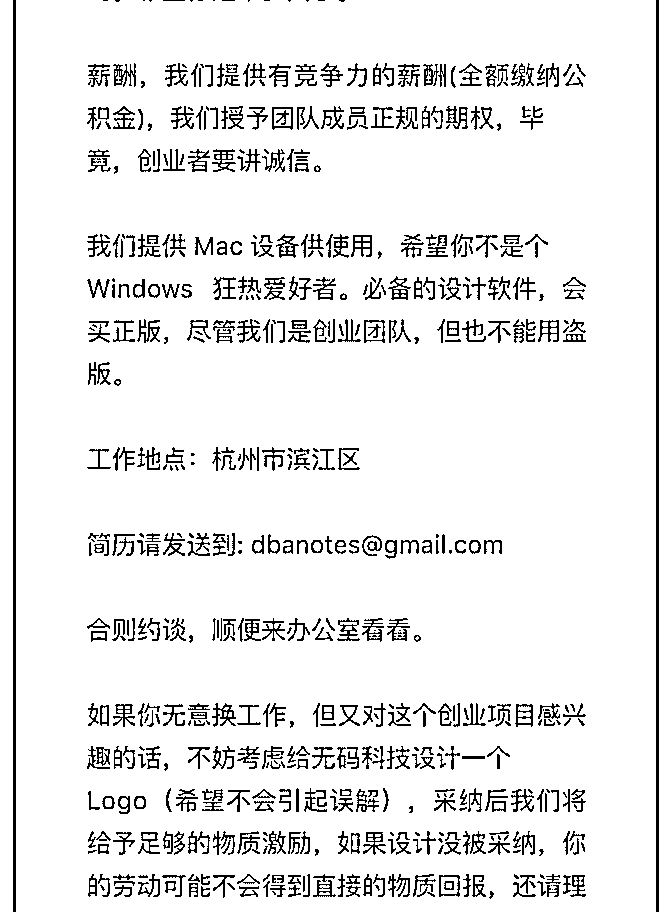 薪酬，我们提供有竞争力的薪酬(全额缴纳公
积金)，我们授予团队成员正规的期权，毕
竟，创业者要讲诚信。
我们提供 Mac 设备供使用，希望你不是个
Windows 狂热爱好者。必备的设计软件，会
买正版，尽管我们是创业团队，但也不能用盗
版。
工作地点：杭州市滨江区
简历请发送到: dbanotes@gmail.com
合则约谈，顺便来办公室看看。
如果你无意换工作，但又对这个创业项目感兴
趣的话，不妨考虑给无码科技设计一个
Logo（希望不会引起误解），采纳后我们将
给予足够的物质激励，如果设计没被采纳，你
的劳动可能不会得到直接的物质回报，还请理